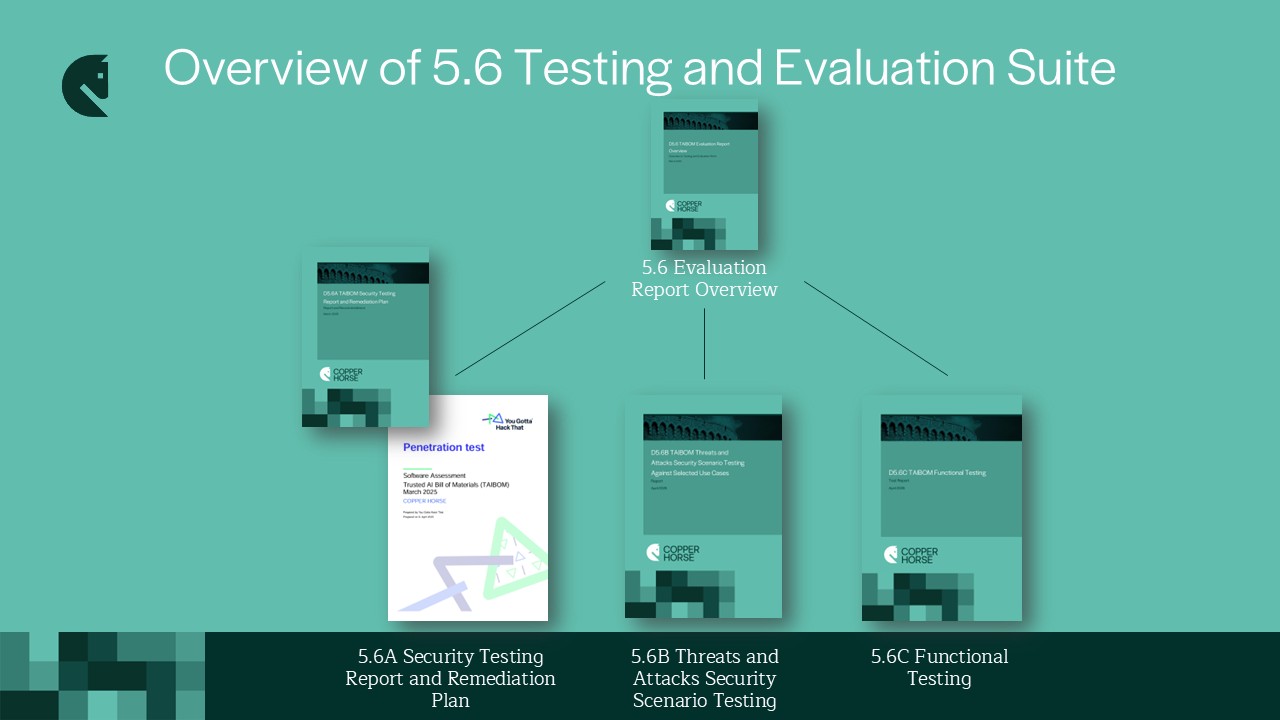 Overview of 5.6 Testing and Evaluation Suite
D5.6 TAIBOM Evaluation Report
Overview
COPPER
HORSE
5.6 Evaluation
Report Overview
D5.6A TAIBOM Security Testing
Report and Remediation Plan
COPPER
HORSE
You Gotta
Hack That
Penetration test
Software Assessment
Trusted AI Bill of Materials (TAIBOM)
March 2025
COPPER HORSE
D5.6B TAIBOM Threats and
Attacks Security Scenario Testing
Against Selected Use Cases
Report
COPPER
HORSE
D5.6C TAIBOM Functional Testing
Test Report
COPPER
HORSE
5.6A Security Testing
Report and Remediation
Plan
5.6B Threats and
Attacks Security
Scenario Testing
5.6C Functional
Testing